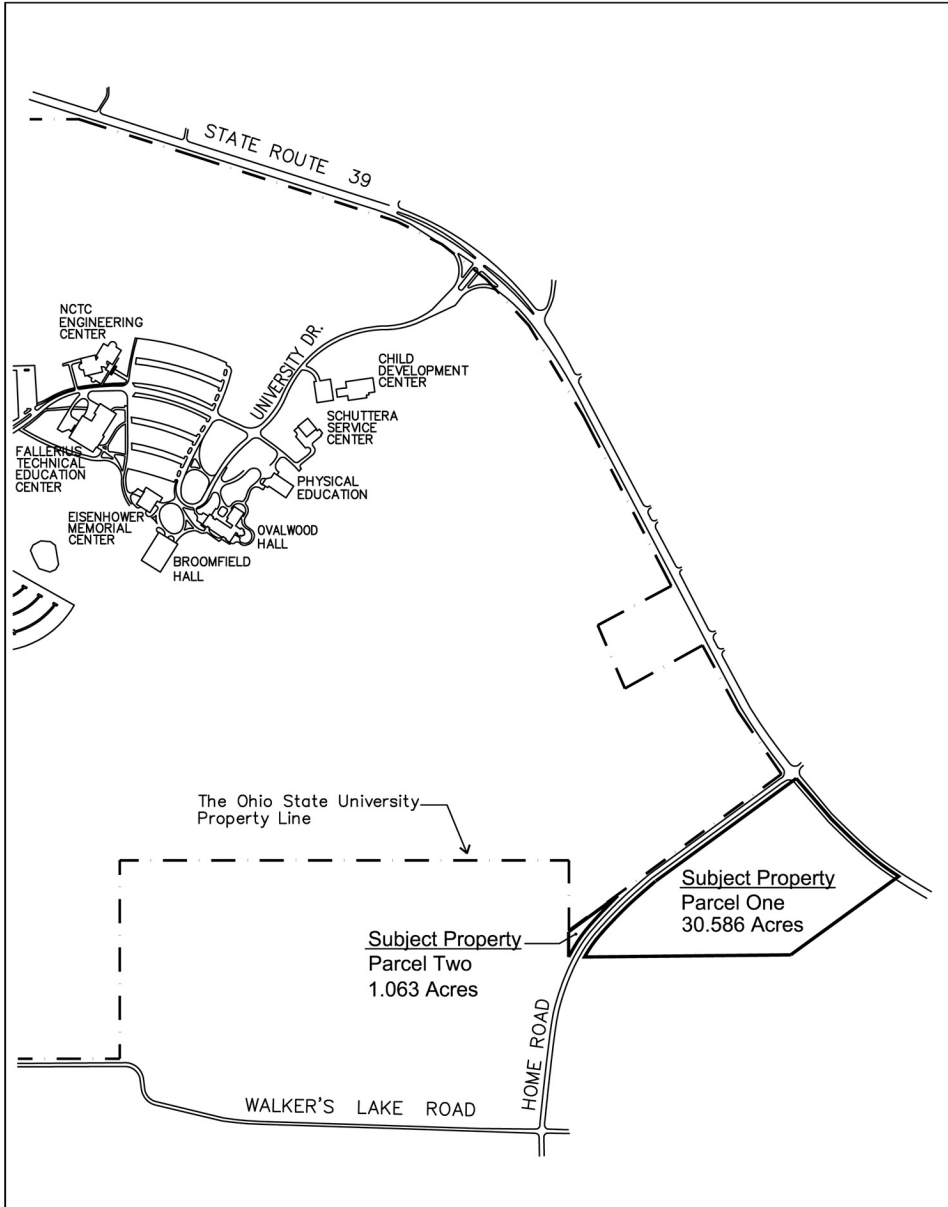 STATE ROUTE 39
NCTC
ENGINEERING
CENTER
UNIVERSITY DR.
CHILD
DEVELOPMENT
CENTER
SCHUTTERA
SERVICE
CENTER
FALLERIUS
TECHNICAL
EDUCATION
CENTER
PHYSICAL
EDUCATION
EISENHOWER
MEMORIAL
CENTER
OVALWOOD
HALL
BROOMFIELD
HALL
The Ohio State University
Property Line
Subject Property
Parcel One
30.586 Acres
Subject Property
Parcel Two
1.063 Acres
HOME ROAD
WALKER'S LAKE ROAD